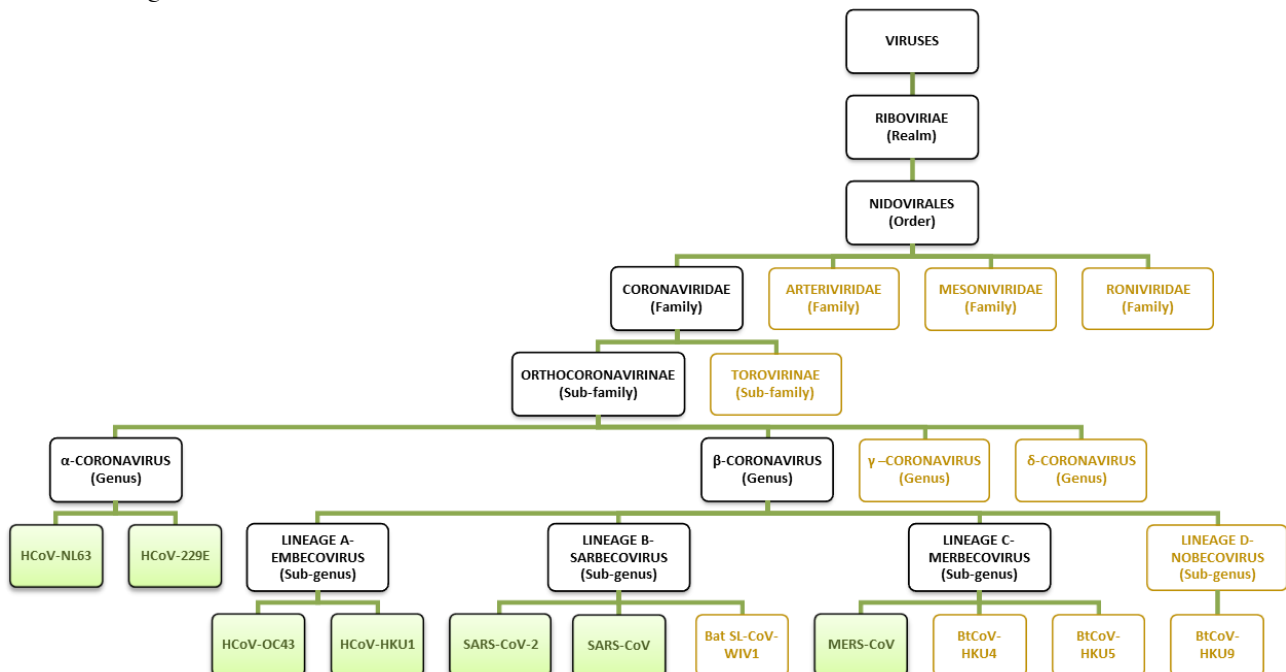 VIRUSES
RIBOVIRIAE
(Realm)
NIDOVIRALES
(Order)
CORONAVIRIDAE
(Family)
ARTERIVIRIDAE
(Family)
MESONIVIRIDAE
(Family)
RONIVIRIDAE
(Family)
ORTHOCORONAVIRINAE
(Sub-family)
TOROVIRINAE
(Sub-family)
α-CORONAVIRUS
(Genus)
β-CORONAVIRUS
(Genus)
γ –CORONAVIRUS
(Genus)
δ-CORONAVIRUS
(Genus)
HCoV-NL63
HCoV-229E
LINEAGE A-
EMBECOVIRUS
(Sub-genus)
LINEAGE B-
SARBECOVIRUS
(Sub-genus)
LINEAGE C-
MERBECOVIRUS
(Sub-genus)
LINEAGE D-
NOBECOVIRUS
(Sub-genus)
HCoV-OC43
HCoV-HKU1
SARS-CoV-2
SARS-CoV
Bat SL-CoV-
WIV1
MERS-CoV
BtCoV-
HKU4
BtCoV-
HKU5
BtCoV-
HKU9